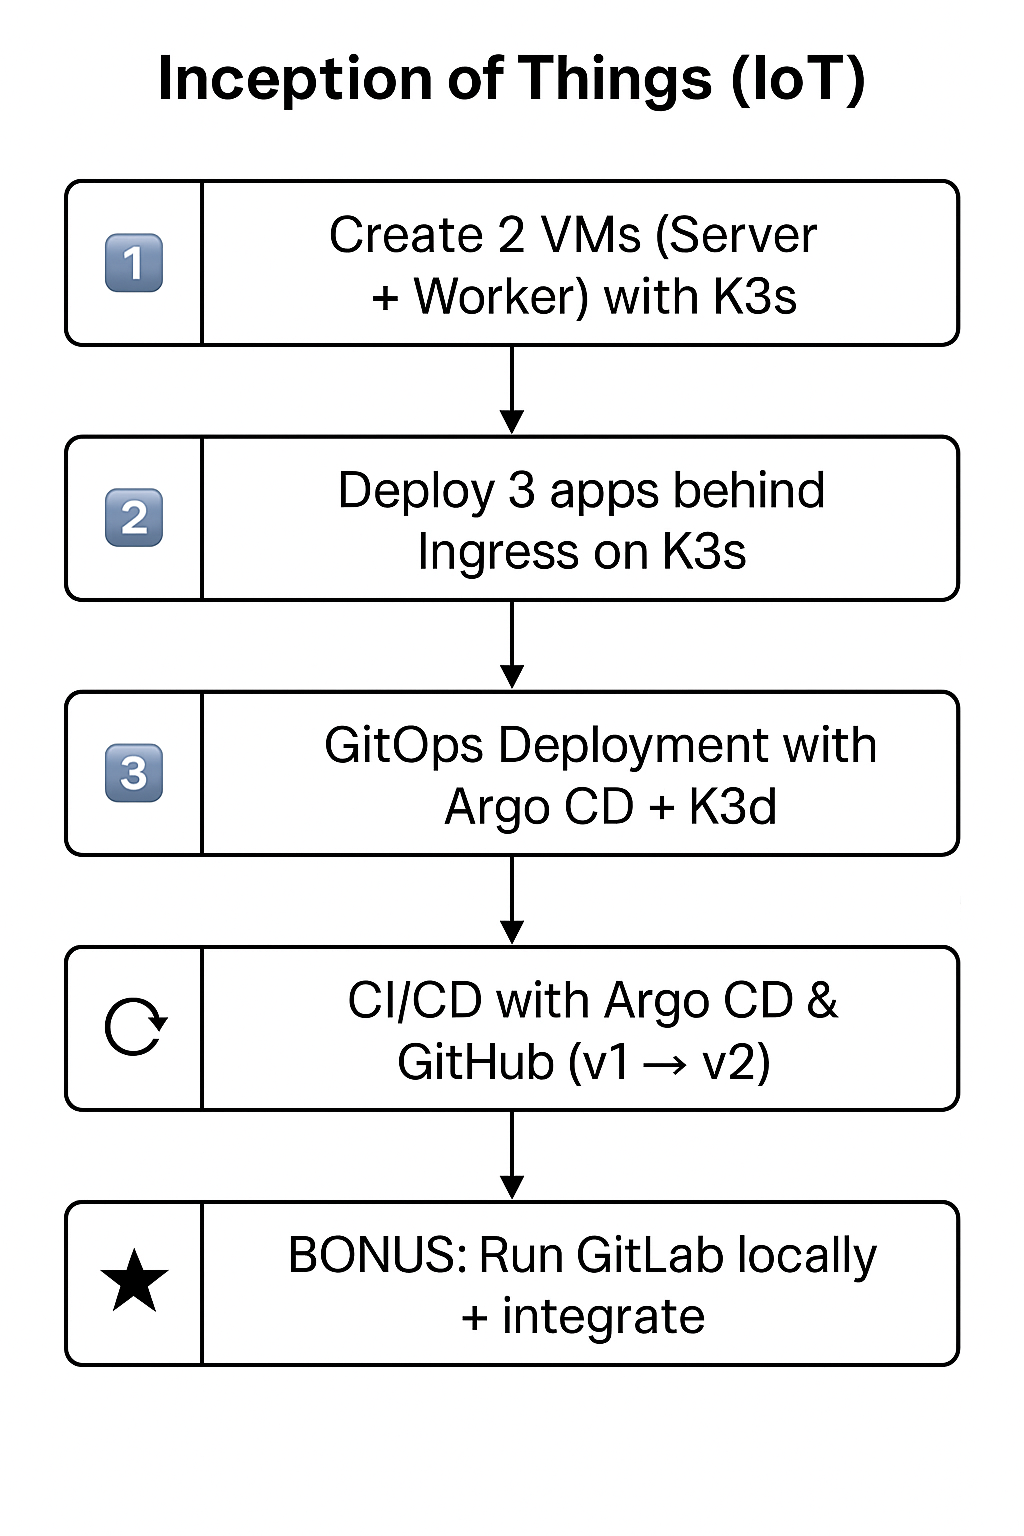 Inception of Things (IoT)
1
Create 2 VMs (Server
+ Worker) with K3s
2
Deploy 3 apps behind
Ingress on K3s
3
GitOps Deployment with
Argo CD + K3d
CI/CD with Argo CD &
GitHub (v1 → v2)
BONUS: Run GitLab locally
+ integrate